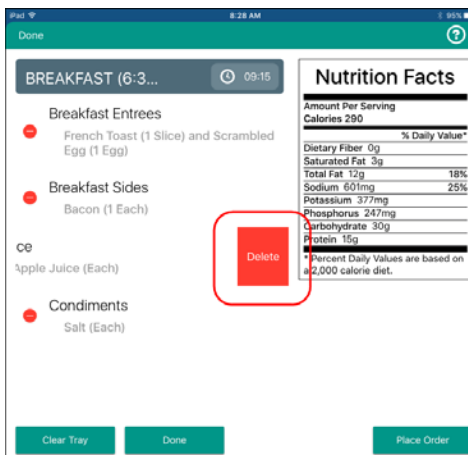 iPad 8:28 AM 95%
Done ?
BREAKFAST (6:3... 09:15
Breakfast Entrees
French Toast (1 Slice) and Scrambled
Egg (1 Egg)
Breakfast Sides
Bacon (1 Each)
ce
Apple Juice (Each)
Delete
Condiments
Salt (Each)
Nutrition Facts
Amount Per Serving
Calories 290
% Daily Value*
Dietary Fiber 0g
Saturated Fat 3g
Total Fat 12g 18%
Sodium 601mg 25%
Potassium 377mg
Phosphorus 247mg
Carbohydrate 30g
Protein 15g
* Percent Daily Values are based on
a 2,000 calorie diet.
Clear Tray Done Place Order